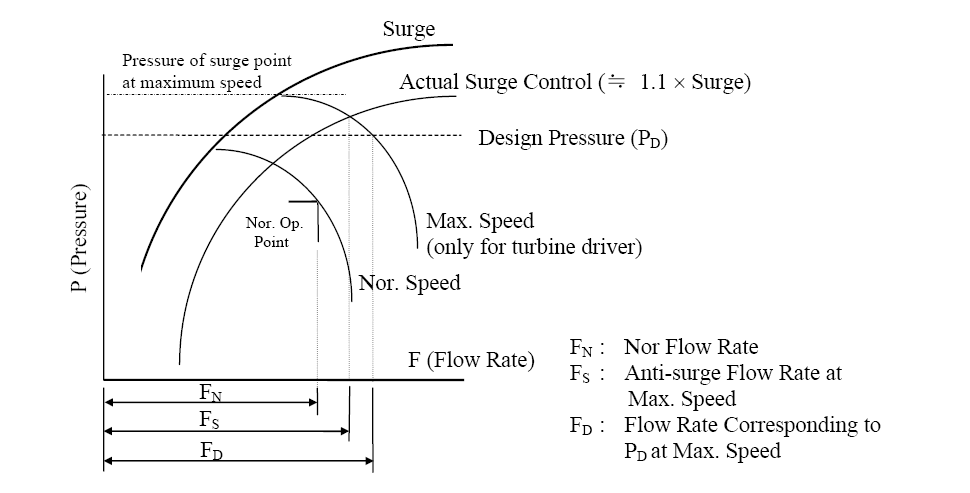 Surge
Pressure of surge point
at maximum speed
Actual Surge Control (≒ 1.1 × Surge)
Design Pressure (PD)
P (Pressure)
Nor. Op.
Point
Max. Speed
(only for turbine driver)
Nor. Speed
F (Flow Rate)
FN
FS
FD
FN : Nor Flow Rate
FS : Anti-surge Flow Rate at
Max. Speed
FD : Flow Rate Corresponding to
PD at Max. Speed